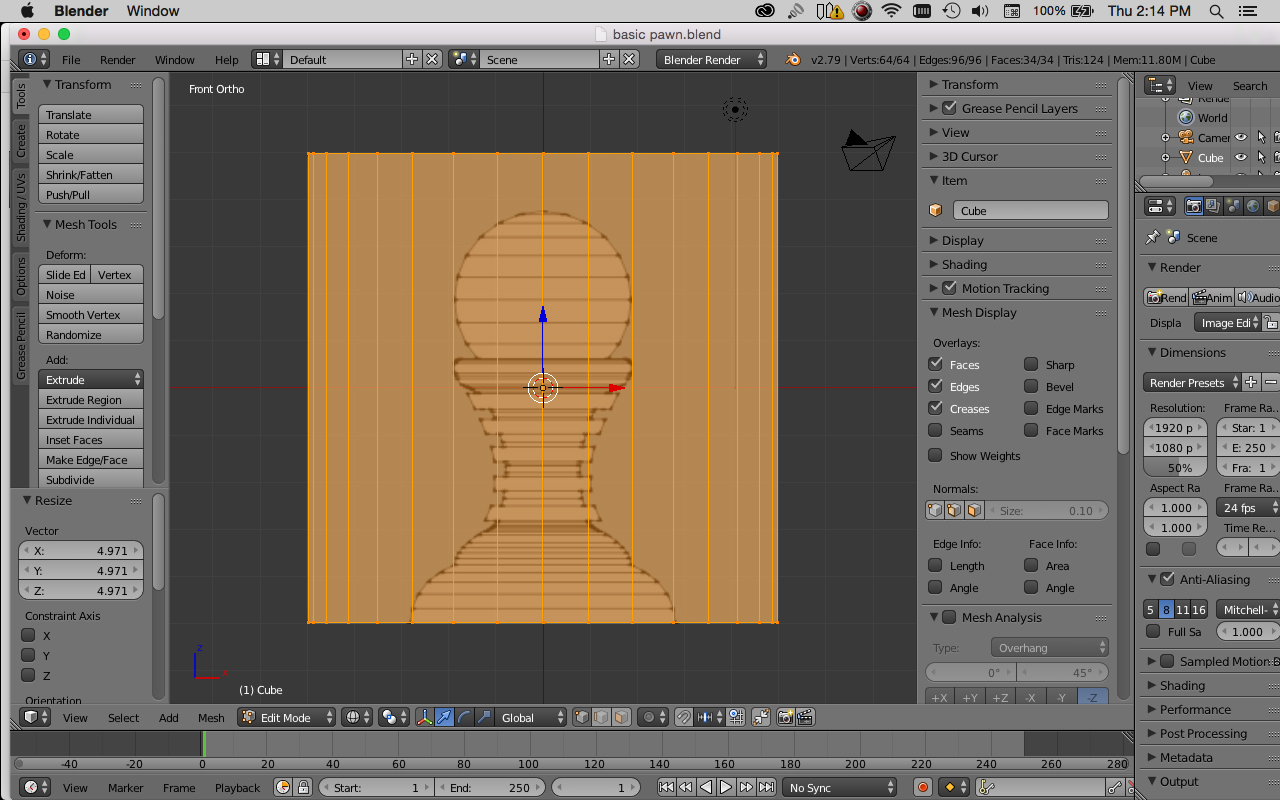 Blender Window 100% Thu 2:14 PM
basic pawn.blend
File Render Window Help Default Scene Blender Render v2.79 | Verts:64/64 | Edges:96/96 | Faces:34/34 | Tris:124 | Mem:11.80M | Cube
Tools
Create
Shading / UVs
Options
Grease Pencil
Transform
Translate
Rotate
Scale
Shrink/Fatten
Push/Pull
Mesh Tools
Deform:
Slide Ed Vertex
Noise
Smooth Vertex
Randomize
Add:
Extrude
Extrude Region
Extrude Individual
Inset Faces
Make Edge/Face
Subdivide
Resize
Vector
X: 4.971
Y: 4.971
Z: 4.971
Constraint Axis
X
Y
Z
Orientation
Front Ortho
z
x
(1) Cube
Transform
Grease Pencil Layers
View
3D Cursor
Item
Cube
Display
Shading
Motion Tracking
Mesh Display
Overlays:
Faces Sharp
Edges Bevel
Creases Edge Marks
Seams Face Marks
Show Weights
Normals:
Size: 0.10
Edge Info: Face Info:
Length Area
Angle Angle
Mesh Analysis
Type: Overhang
0° 45°
+X +Y +Z -X -Y -Z
View Search
Rende
World
Camer
Cube
Scene
Render
Rend Anim Audio
Displa Image Edi
Dimensions
Render Presets
Resolution: Frame Ra...
1920 p Star: 1
1080 p E: 250
50% Fra: 1
Aspect Ra Frame Ra...
1.000 24 fps
1.000 Time Re...
Anti-Aliasing
5 8 11 16 Mitchell-
Full Sa 1.000
Sampled Motion B
Shading
Performance
Post Processing
Metadata
Output
View Select Add Mesh Edit Mode Global
-40 -20 0 20 40 60 80 100 120 140 160 180 200 220 240 260 280
View Marker Frame Playback Start: 1 End: 250 1 No Sync